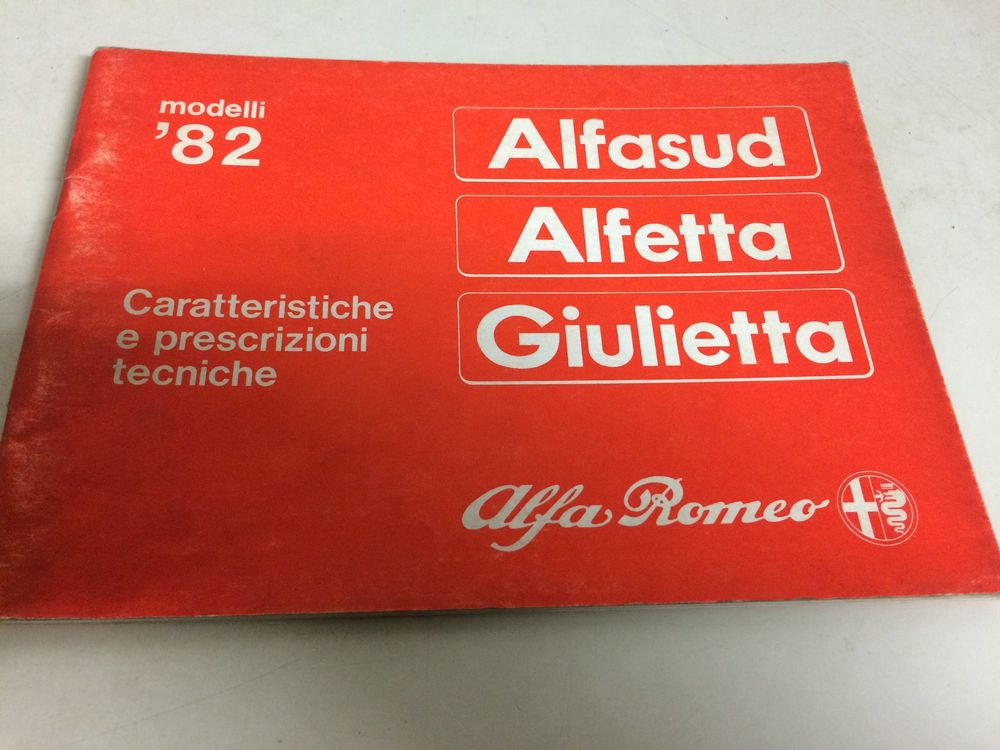 modelli
'82
Caratteristiche
e prescrizioni
tecniche
Alfasud
Alfetta
Giulietta
Alfa Romeo